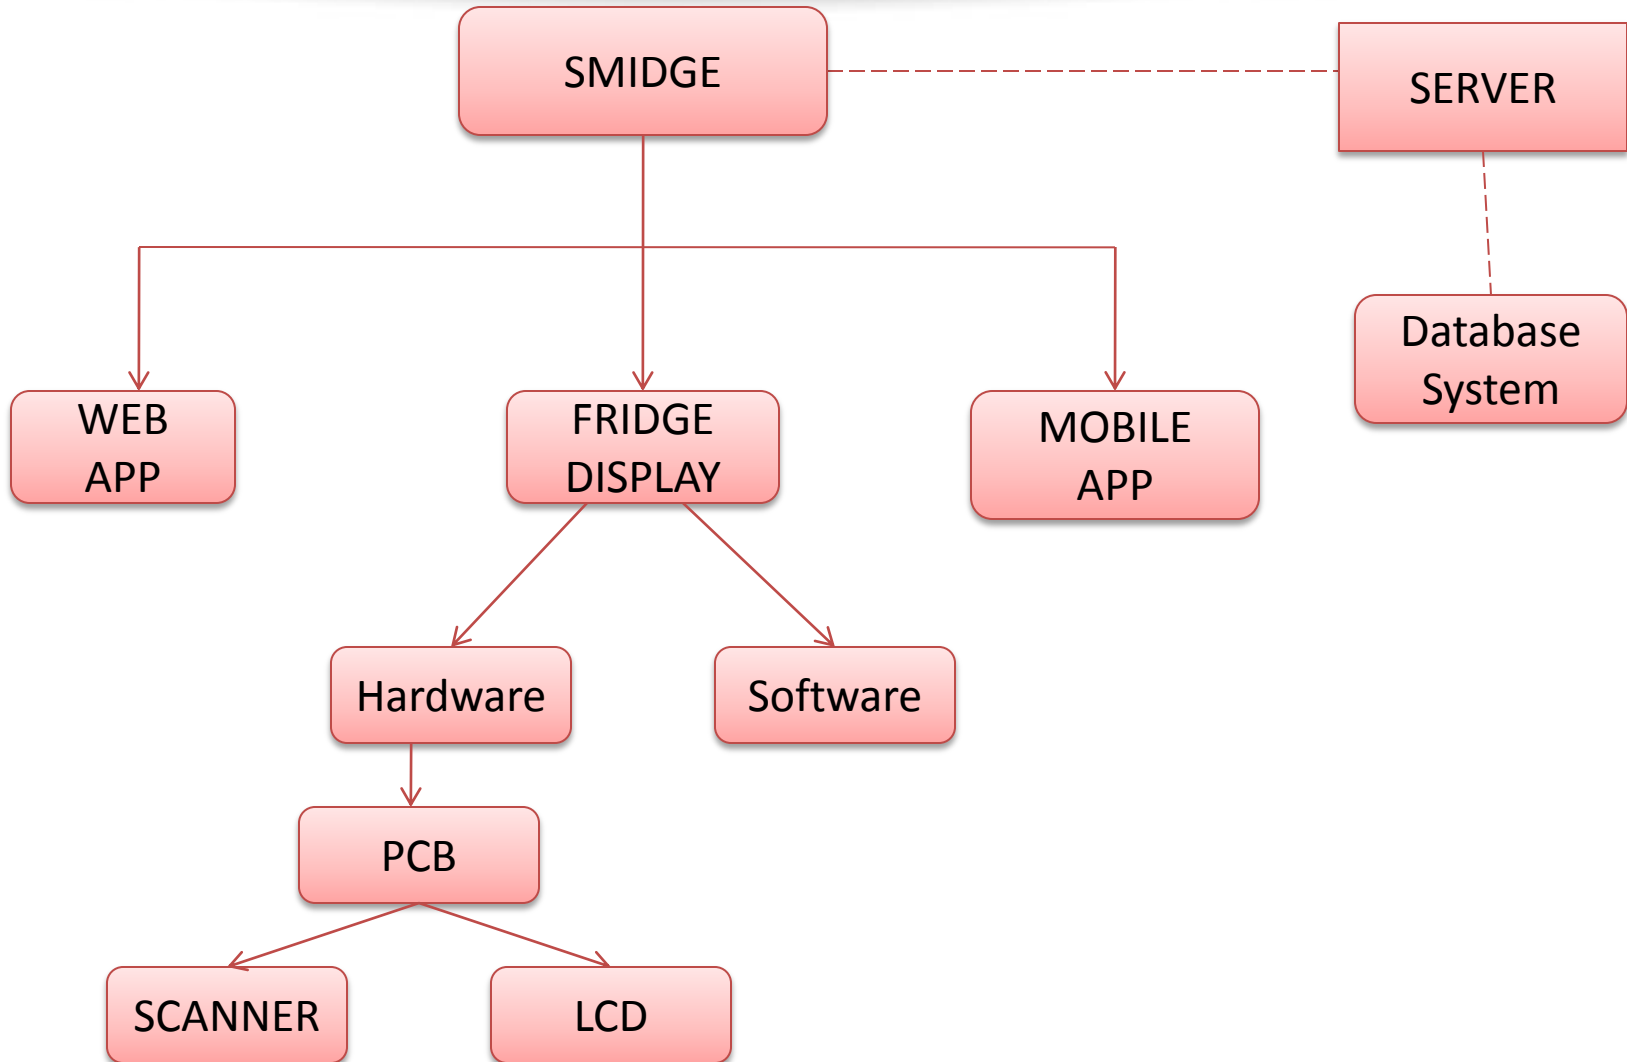 SMIDGE
SERVER
Database
System
WEB
APP
FRIDGE
DISPLAY
MOBILE
APP
Hardware
Software
PCB
SCANNER
LCD